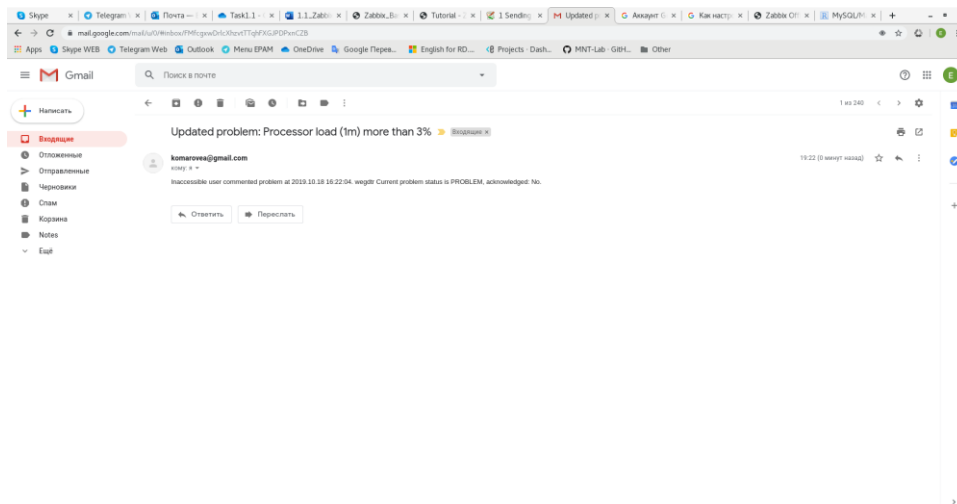 Skype
Telegram
Почта —
Task1.1 -
1.1_Zabbi
Zabbix_Ba
Tutorial -
1 Sending
Updated p
Аккаунт G
Как настро
Zabbix Off
MySQL/M
mail.google.com/mail/u/0/#inbox/
Apps Skype WEB Telegram Web Outlook Menu EPAM OneDrive Google Перев... English for RD... Projects - Dash... MNT-Lab · GitH... Other
Gmail
Поиск в почте
Написать
1 из 240
Входящие
Отложенные
Отправленные
Черновики
Спам
Корзина
Notes
Ещё
Updated problem: Processor load (1m) more than 3% Входящие x
komarovea@gmail.com
19:22 (0 минут назад)
кому: я
Inaccessible user commented problem at 2019.10.18 16:22:04. wegdtr Current problem status is PROBLEM, acknowledged: No.
Ответить
Переслать
E